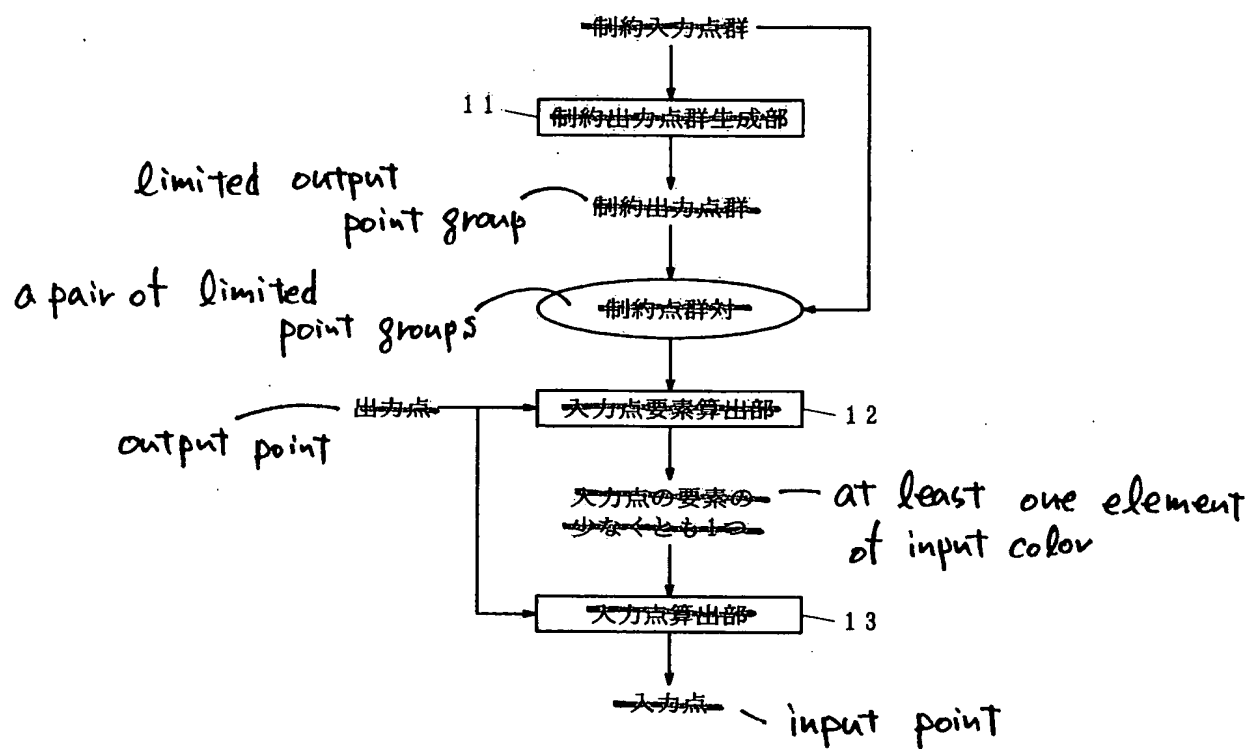 制約入力点群
11
制約出力点群生成部
limited output
point group
制約出力点群
a pair of limited
point groups
制約点群対
出力点
入力点要素算出部
12
output point
入力点の要素の
少なくとも1つ
at least one element
of input color
入力点算出部
13
入力点
input point